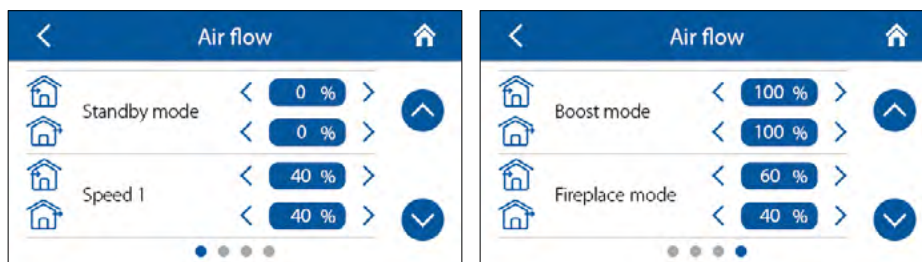 Air flow
Standby mode
0 %
0 %
Speed 1
40 %
40 %
Air flow
Boost mode
100 %
100 %
Fireplace mode
60 %
40 %